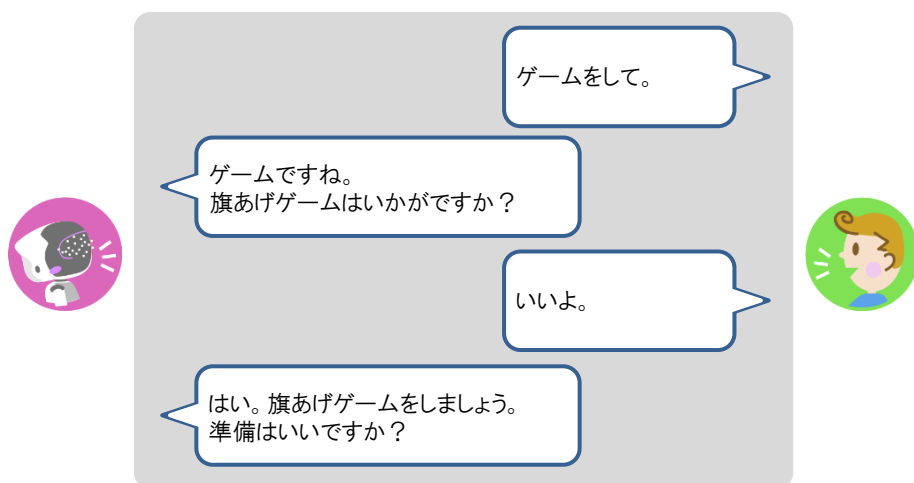 ゲームをして。
ゲームですね。
旗あげゲームはいかがですか？
いいよ。
はい。旗あげゲームをしましょう。
準備はいいですか？